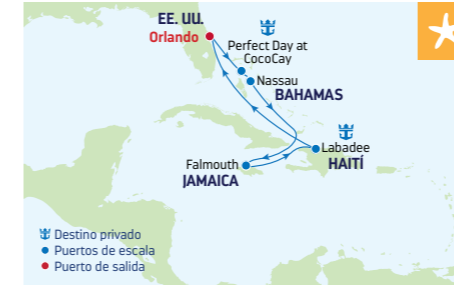 EE. UU.
Orlando
Perfect Day at
CocoCay
Nassau
BAHAMAS
Labadee
HAITÍ
Falmouth
JAMAICA
Destino privado
Puertos de escala
Puerto de salida